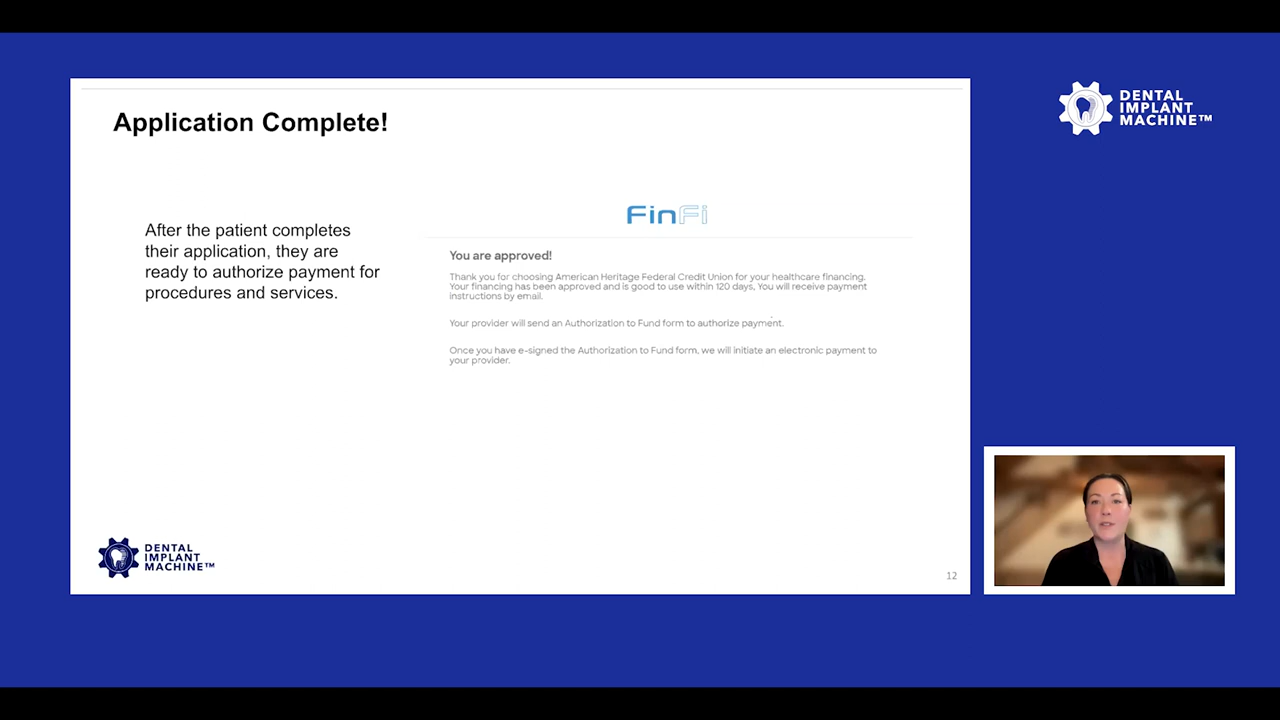 DENTAL
IMPLANT
MACHINE™
Application Complete!
After the patient completes
their application, they are
ready to authorize payment for
procedures and services.
FinFi
You are approved!
Thank you for choosing American Heritage Federal Credit Union for your healthcare financing.
Your financing has been approved and is good to use within 120 days, You will receive payment
instructions by email.
Your provider will send an Authorization to Fund form to authorize payment.
Once you have e-signed the Authorization to Fund form, we will initiate an electronic payment to
your provider.
DENTAL
IMPLANT
MACHINE™
12